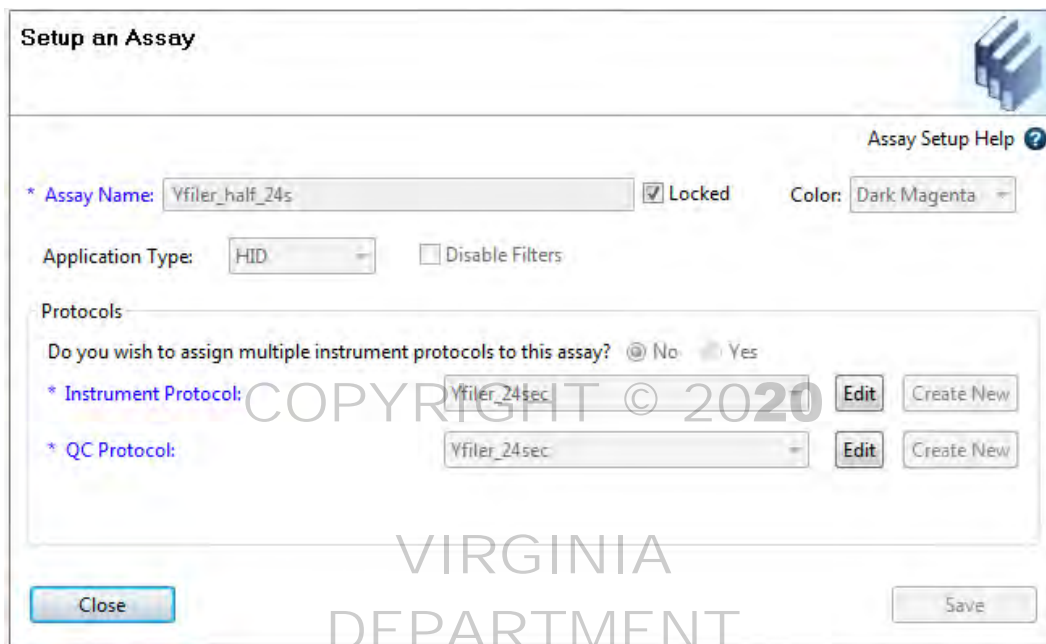 Setup an Assay
Assay Setup Help ?
* Assay Name: Yfiler_half_24s Locked Color: Dark Magenta
Application Type: HID Disable Filters
Protocols
Do you wish to assign multiple instrument protocols to this assay? No Yes
* Instrument Protocol: Yfiler_24sec Edit Create New
COPYRIGHT © 2020
* QC Protocol: Yfiler_24sec Edit Create New
VIRGINIA
Close Save
DEPARTMENT